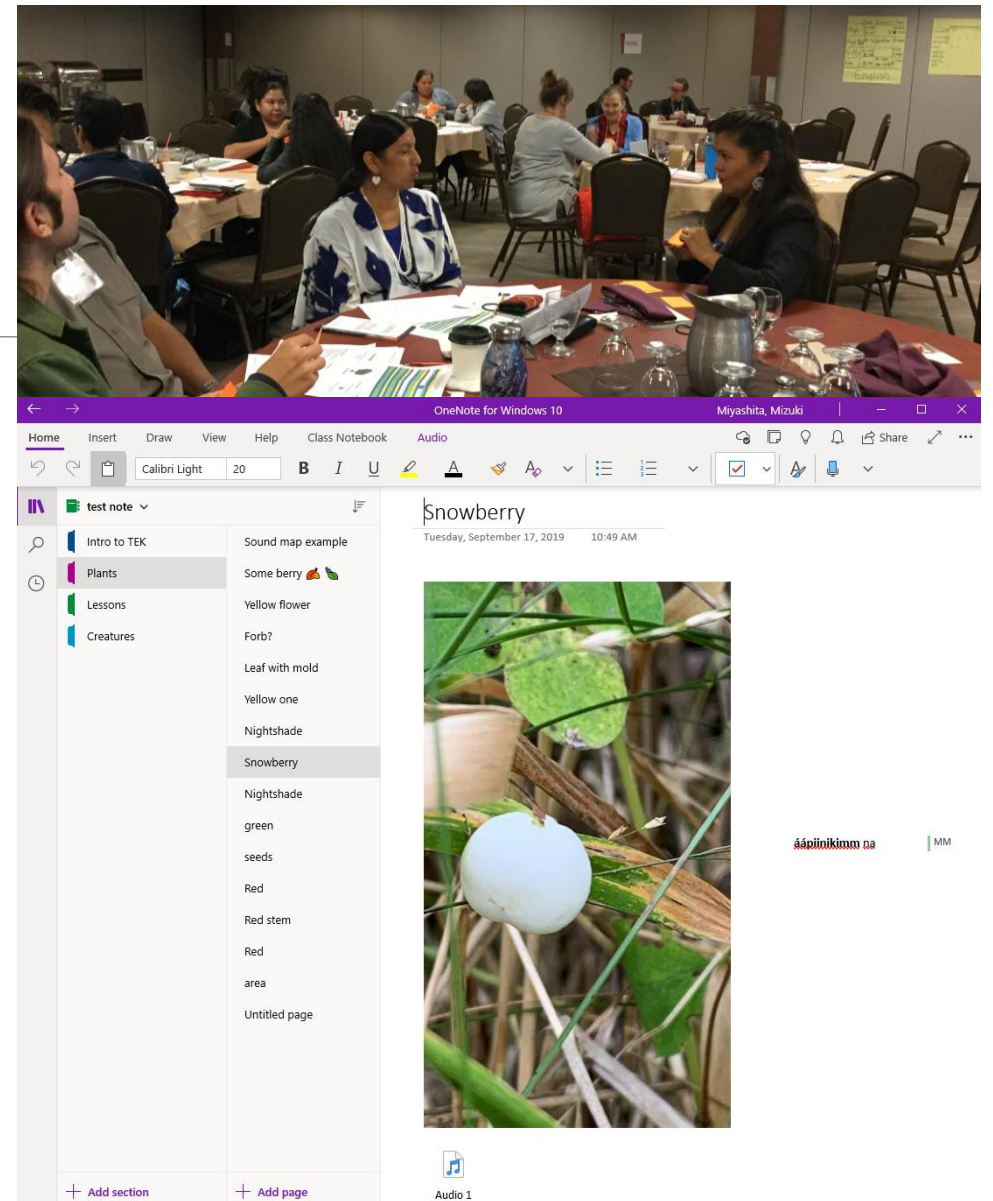 OneNote for Windows 10
Miyashita, Mizuki
Home Insert Draw View Help Class Notebook Audio
Share
Calibri Light 20 B I U A A
test note
Intro to TEK
Plants
Lessons
Creatures
Add section
Sound map example
Some berry
Yellow flower
Forb?
Leaf with mold
Yellow one
Nightshade
Snowberry
Nightshade
green
seeds
Red
Red stem
Red
area
Untitled page
Add page
Snowberry
Tuesday, September 17, 2019 10:49 AM
áápiinikimm na MM
Audio 1